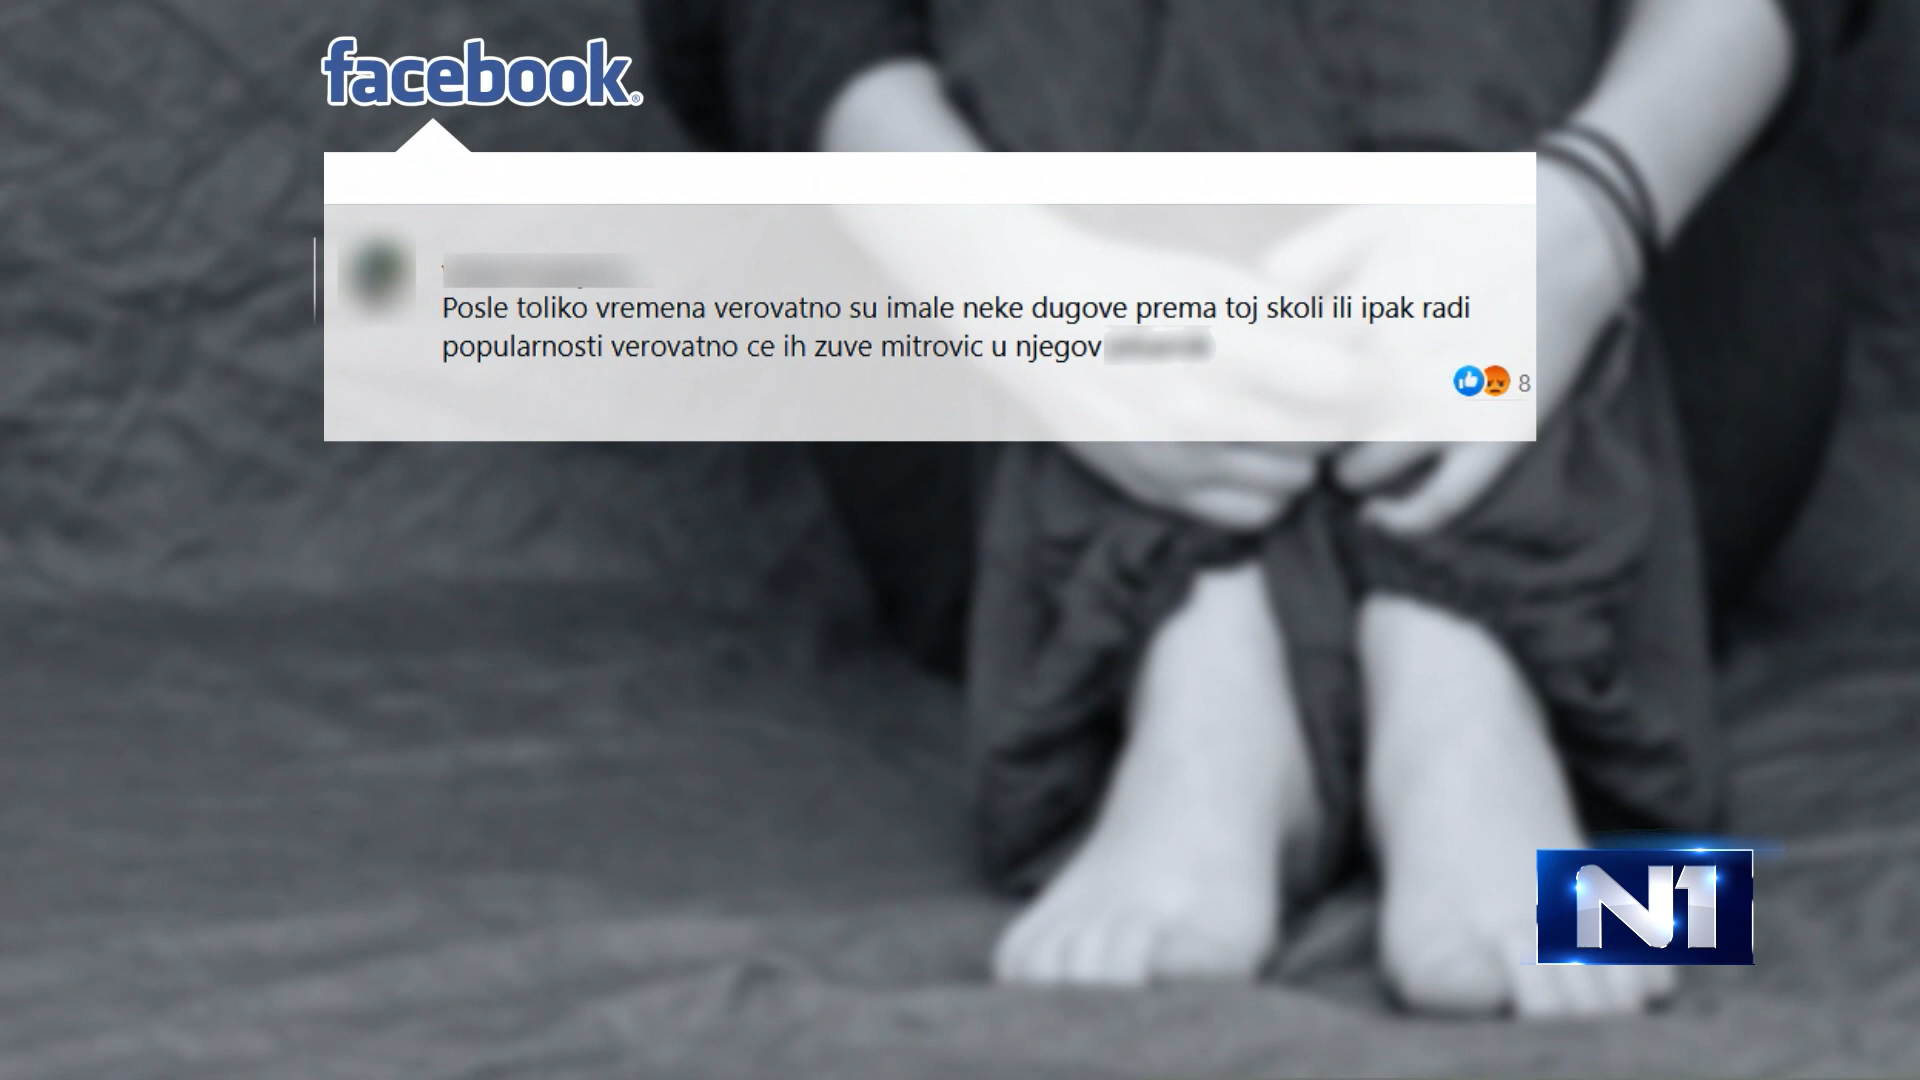 facebook
Posle toliko vremena verovatno su imale neke dugove prema toj skoli ili ipak radi
popularnosti verovatno ce ih zuve mitrovic u njegov
8
N1